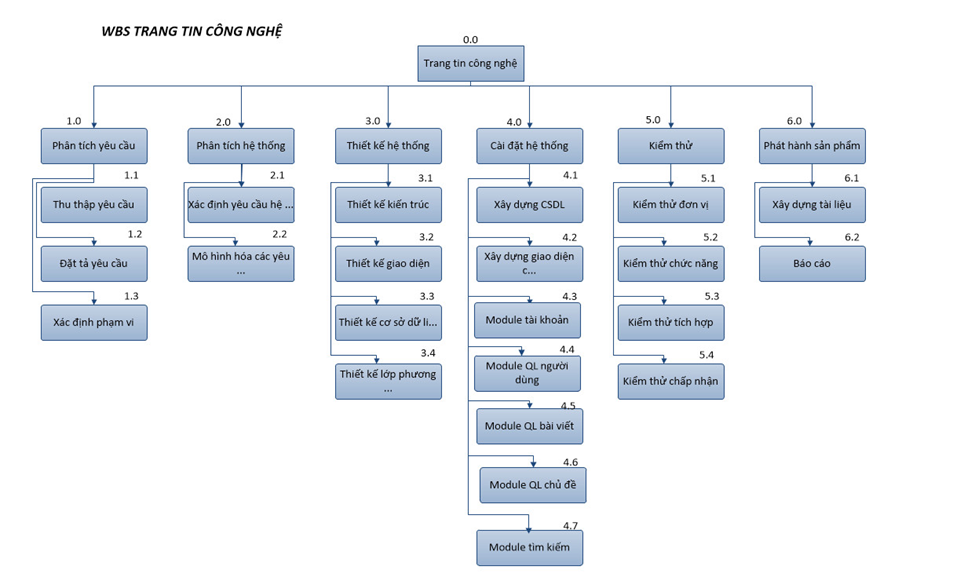 WBS TRANG TIN CÔNG NGHỆ
0.0
Trang tin công nghệ
1.0
Phân tích yêu cầu
1.1
Thu thập yêu cầu
1.2
Đặt tả yêu cầu
1.3
Xác định phạm vi
2.0
Phân tích hệ thống
2.1
Xác định yêu cầu hệ ...
2.2
Mô hình hóa các yêu
...
3.0
Thiết kế hệ thống
3.1
Thiết kế kiến trúc
3.2
Thiết kế giao diện
3.3
Thiết kế cơ sở dữ li...
3.4
Thiết kế lớp phương
...
4.0
Cài đặt hệ thống
4.1
Xây dựng CSDL
4.2
Xây dựng giao diện
c...
4.3
Module tài khoản
4.4
Module QL người
dùng
4.5
Module QL bài viết
4.6
Module QL chủ đề
4.7
Module tìm kiếm
5.0
Kiểm thử
5.1
Kiểm thử đơn vị
5.2
Kiểm thử chức năng
5.3
Kiểm thử tích hợp
5.4
Kiểm thử chấp nhận
6.0
Phát hành sản phẩm
6.1
Xây dựng tài liệu
6.2
Báo cáo